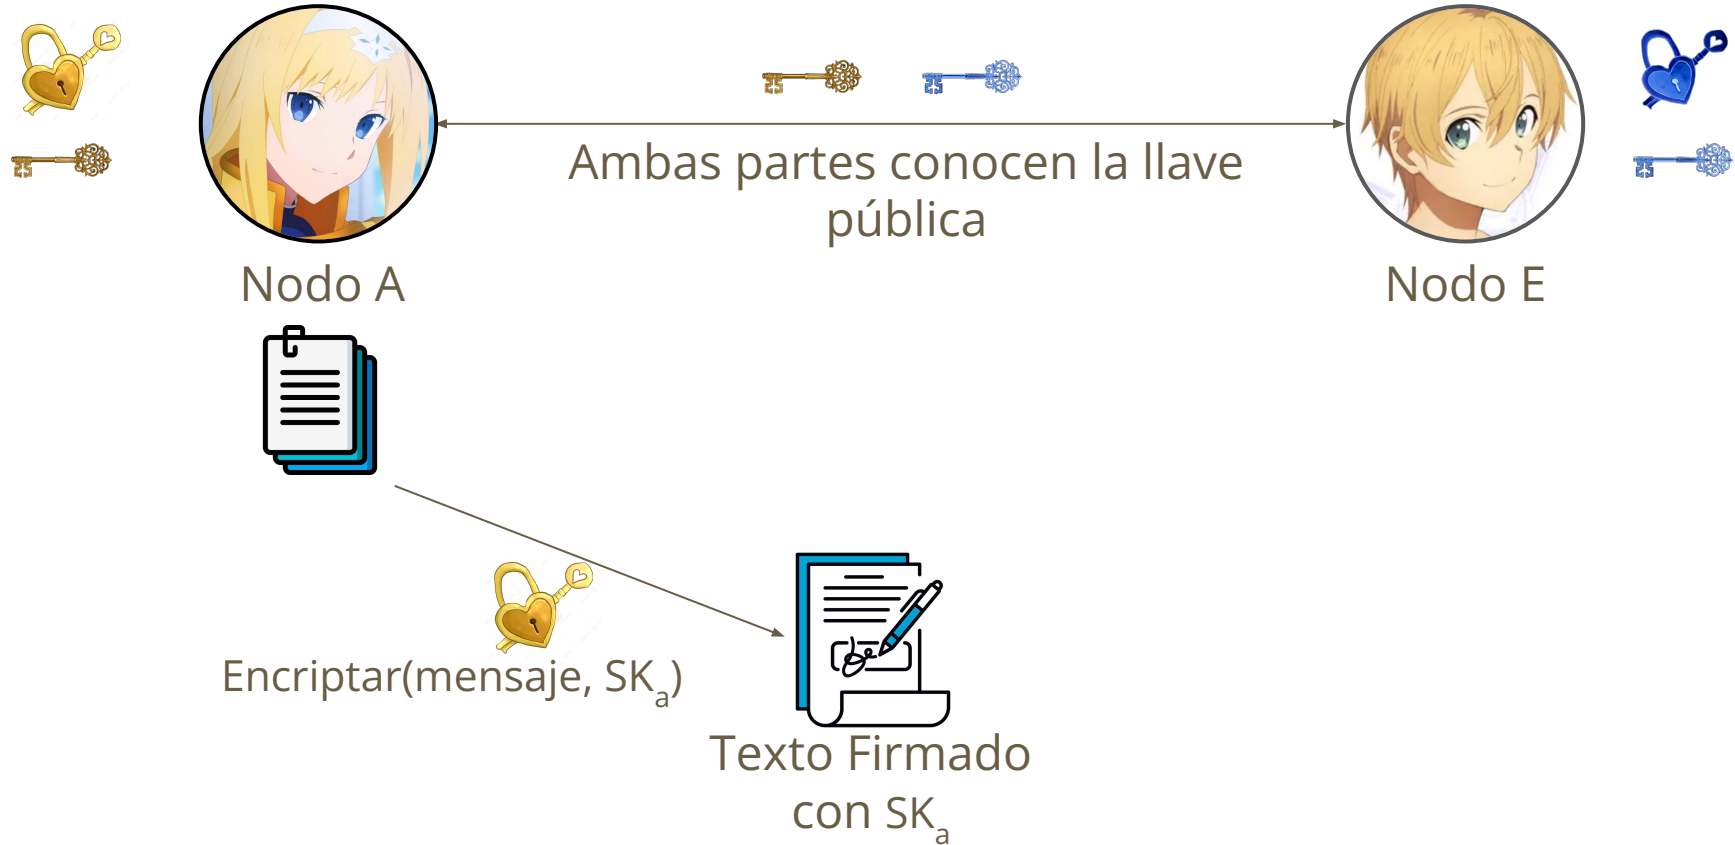 Ambas partes conocen la llave
pública
Nodo A
Nodo E
Encriptar(mensaje, SKa)
Texto Firmado
con SKa